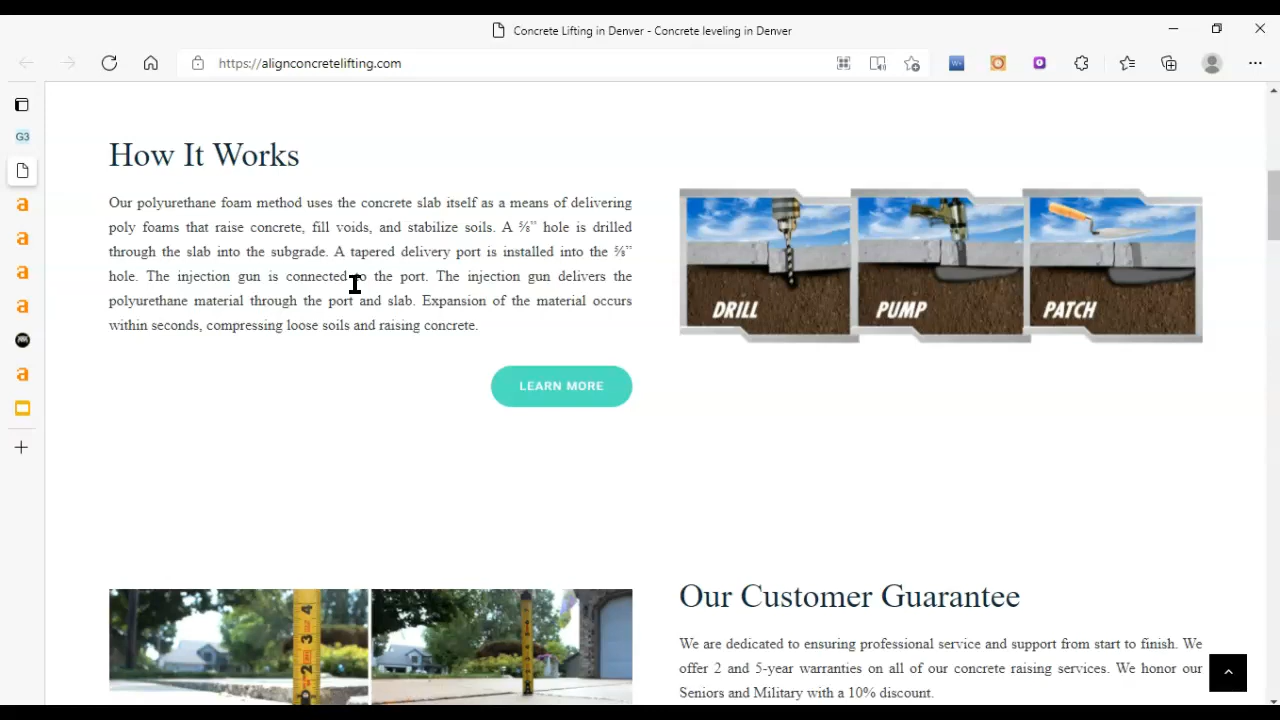 Concrete Lifting in Denver - Concrete leveling in Denver
https://alignconcretelifting.com
G3
How It Works
Our polyurethane foam method uses the concrete slab itself as a means of delivering
poly foams that raise concrete, fill voids, and stabilize soils. A ⅝” hole is drilled
through the slab into the subgrade. A tapered delivery port is installed into the ⅝”
hole. The injection gun is connected to the port. The injection gun delivers the
polyurethane material through the port and slab. Expansion of the material occurs
within seconds, compressing loose soils and raising concrete.
LEARN MORE
DRILL
PUMP
PATCH
4
3
2
Our Customer Guarantee
We are dedicated to ensuring professional service and support from start to finish. We
offer 2 and 5-year warranties on all of our concrete raising services. We honor our
Seniors and Military with a 10% discount.